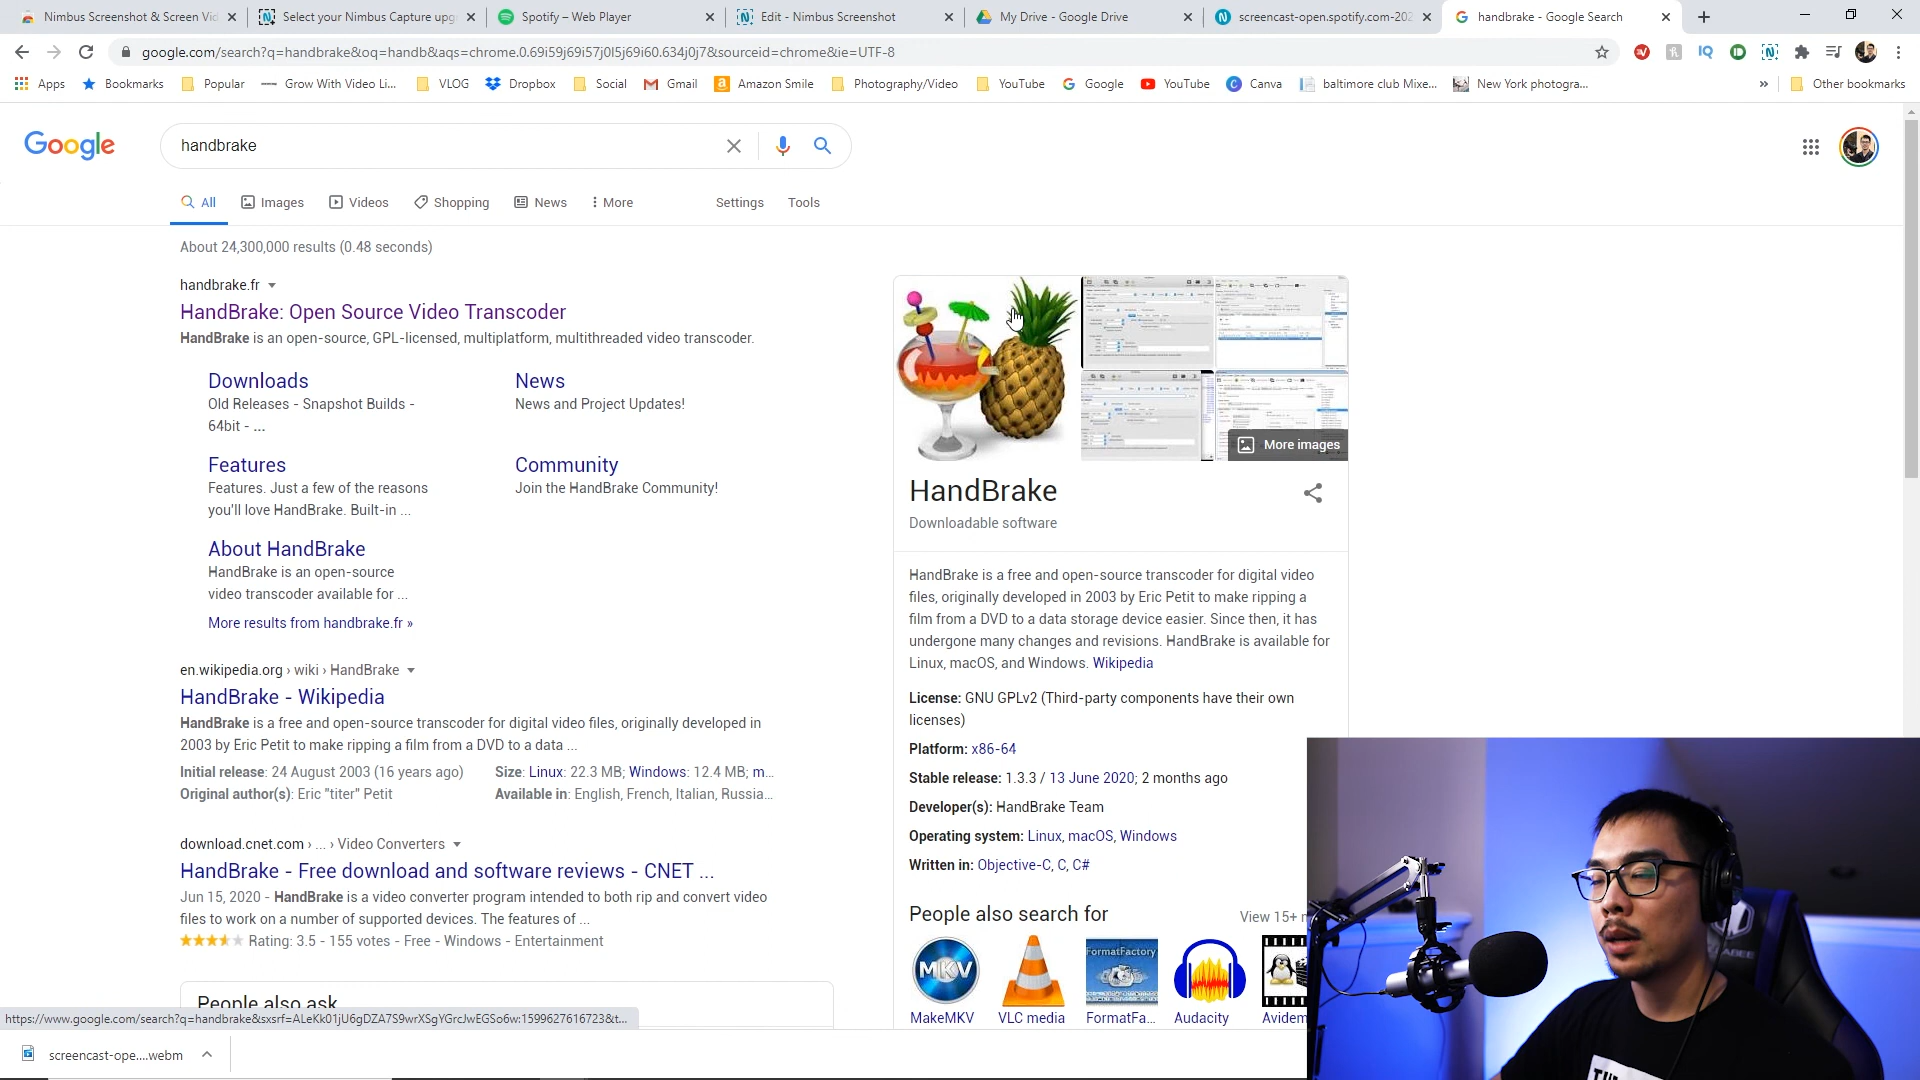 Nimbus Screenshot & Screen Vid
Select your Nimbus Capture upg
Spotify – Web Player
Edit - Nimbus Screenshot
My Drive - Google Drive
screencast-open.spotify.com-202
handbrake - Google Search
google.com/search?q=handbrake&oq=handb&aqs=chrome.0.69i59j69i57j0l5j69i60.634j0j7&sourceid=chrome&ie=UTF-8
Apps
Bookmarks
Popular
Grow With Video Li...
VLOG
Dropbox
Social
Gmail
Amazon Smile
Photography/Video
YouTube
Google
YouTube
Canva
baltimore club Mixe...
New York photogra...
»
Other bookmarks
Google
handbrake
All
Images
Videos
Shopping
News
More
Settings
Tools
About 24,300,000 results (0.48 seconds)
handbrake.fr
HandBrake: Open Source Video Transcoder
HandBrake is an open-source, GPL-licensed, multiplatform, multithreaded video transcoder.
Downloads
Old Releases - Snapshot Builds -
64bit - ...
News
News and Project Updates!
Features
Features. Just a few of the reasons
you'll love HandBrake. Built-in ...
Community
Join the HandBrake Community!
About HandBrake
HandBrake is an open-source
video transcoder available for ...
More results from handbrake.fr »
en.wikipedia.org › wiki › HandBrake
HandBrake - Wikipedia
HandBrake is a free and open-source transcoder for digital video files, originally developed in
2003 by Eric Petit to make ripping a film from a DVD to a data ...
Initial release: 24 August 2003 (16 years ago)
Size: Linux: 22.3 MB; Windows: 12.4 MB; m...
Original author(s): Eric "titer" Petit
Available in: English, French, Italian, Russia...
download.cnet.com › ... › Video Converters
HandBrake - Free download and software reviews - CNET ...
Jun 15, 2020 - HandBrake is a video converter program intended to both rip and convert video
files to work on a number of supported devices. The features of ...
Rating: 3.5 - 155 votes - Free - Windows - Entertainment
People also ask
More images
HandBrake
Downloadable software
HandBrake is a free and open-source transcoder for digital video
files, originally developed in 2003 by Eric Petit to make ripping a
film from a DVD to a data storage device easier. Since then, it has
undergone many changes and revisions. HandBrake is available for
Linux, macOS, and Windows. Wikipedia
License: GNU GPLv2 (Third-party components have their own
licenses)
Platform: x86-64
Stable release: 1.3.3 / 13 June 2020; 2 months ago
Developer(s): HandBrake Team
Operating system: Linux, macOS, Windows
Written in: Objective-C, C, C#
People also search for
View 15+
MKV
FormatFactory
MakeMKV
VLC media
FormatFa...
Audacity
Avidem
https://www.google.com/search?q=handbrake&sxsrf=ALeKk01jU6gDZA7S9wrXSgYGrcJwEGSo6w:1599627616723&t...
screencast-ope....webm